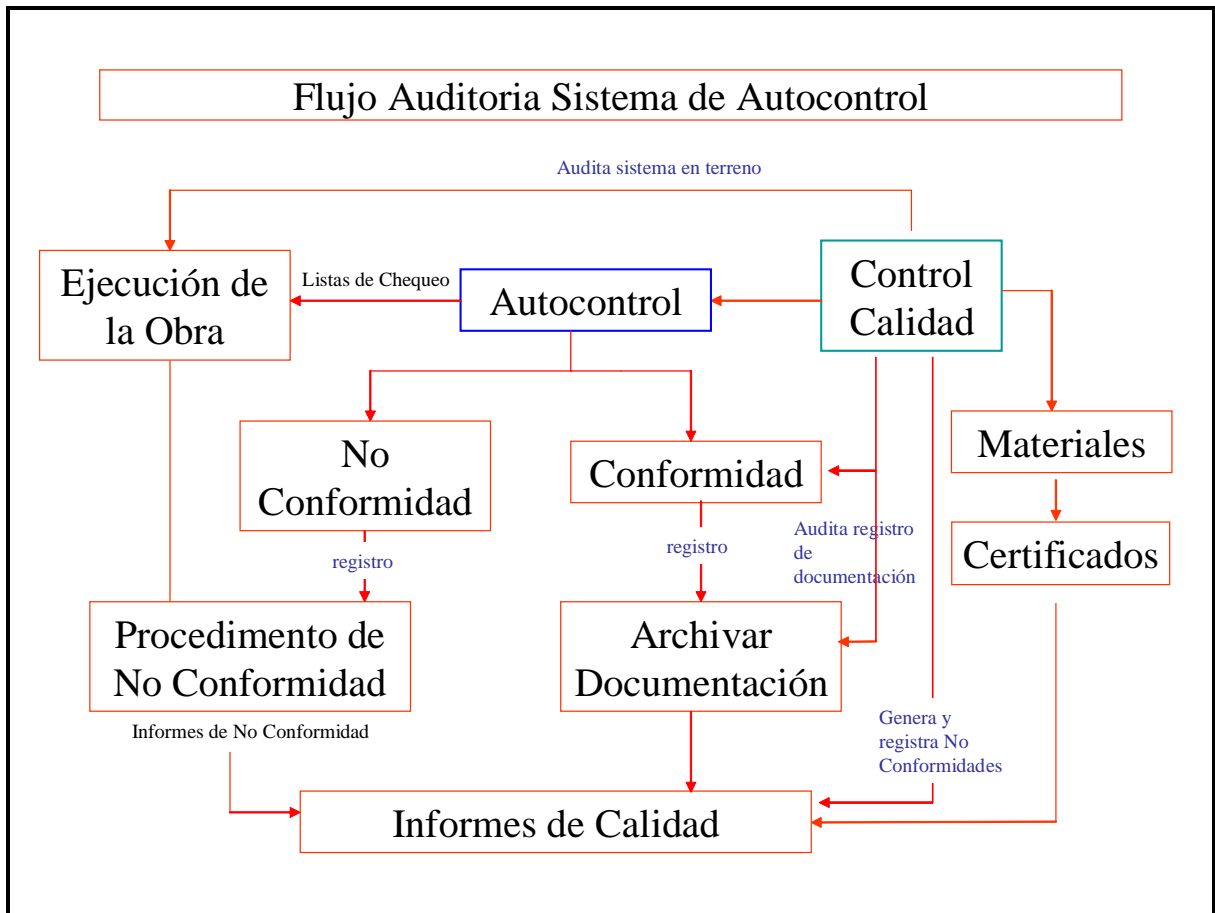 Flujo Auditoria Sistema de Autocontrol
Audita sistema en terreno
Ejecución de
la Obra
Listas de Chequeo
Autocontrol
Control
Calidad
No
Conformidad
Conformidad
Materiales
registro
registro
Audita registro
de
documentación
Certificados
Procedimento de
No Conformidad
Archivar
Documentación
Informes de No Conformidad
Genera y
registra No
Conformidades
Informes de Calidad